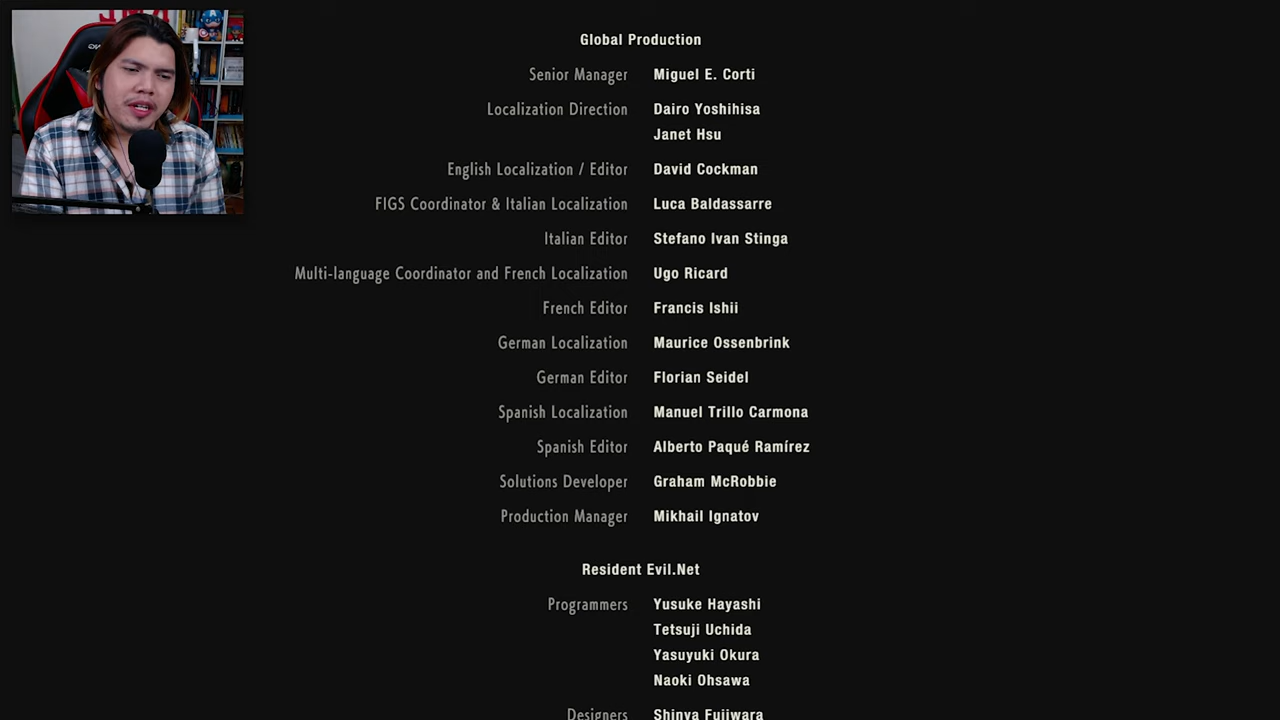 Global Production
Senior Manager Miguel E. Corti
Localization Direction Dairo Yoshihisa
Janet Hsu
English Localization / Editor David Cockman
FIGS Coordinator & Italian Localization Luca Baldassarre
Italian Editor Stefano Ivan Stinga
Multi-language Coordinator and French Localization Ugo Ricard
French Editor Francis Ishii
German Localization Maurice Ossenbrink
German Editor Florian Seidel
Spanish Localization Manuel Trillo Carmona
Spanish Editor Alberto Paqué Ramírez
Solutions Developer Graham McRobbie
Production Manager Mikhail Ignatov
Resident Evil.Net
Programmers Yusuke Hayashi
Tetsuji Uchida
Yasuyuki Okura
Naoki Ohsawa
Designers Shinya Fujiwara